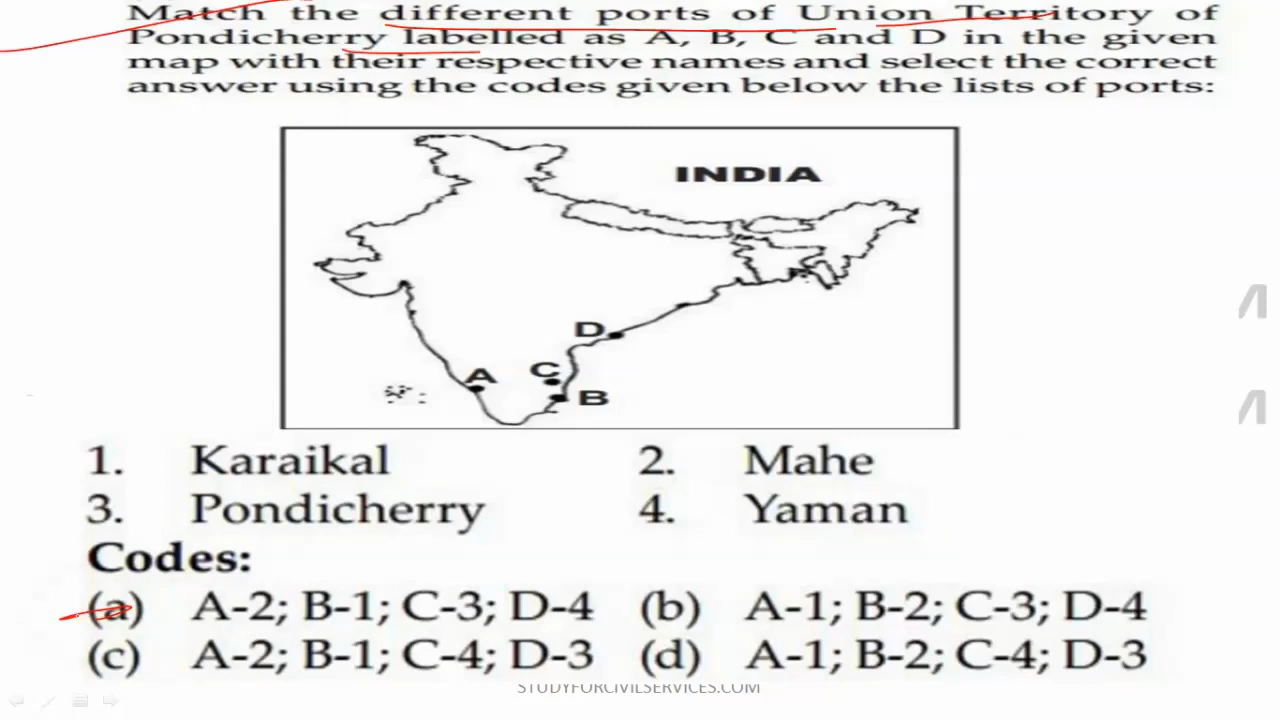 Match the different ports of Union Territory of
Pondicherry labelled as A, B, C and D in the given
map with their respective names and select the correct
answer using the codes given below the lists of ports:
INDIA
D
A
C
B
1. Karaikal 2. Mahe
3. Pondicherry 4. Yaman
Codes:
(a) A-2; B-1; C-3; D-4 (b) A-1; B-2; C-3; D-4
(c) A-2; B-1; C-4; D-3 (d) A-1; B-2; C-4; D-3
STUDYFORCIVILSERVICES.COM